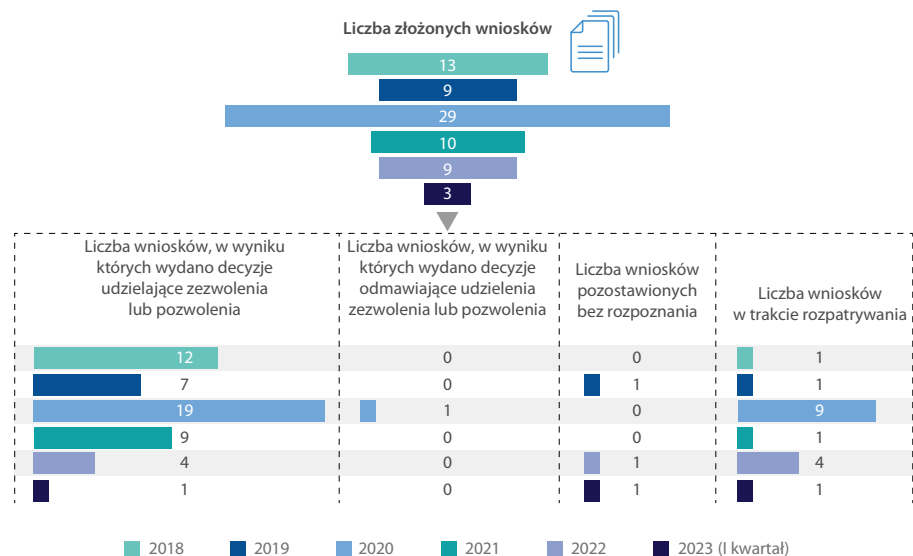 Liczba złożonych wniosków
13
9
29
10
9
3
Liczba wniosków, w wyniku
których wydano decyzje
udzielające zezwolenia
lub pozwolenia
Liczba wniosków, w wyniku
których wydano decyzje
odmawiające udzielenia
zezwolenia lub pozwolenia
Liczba wniosków
pozostawionych
bez rozpoznania
Liczba wniosków
w trakcie rozpatrywania
12 0 0 1
7 0 1 1
19 1 0 9
9 0 0 1
4 0 1 4
1 0 1 1
2018 2019 2020 2021 2022 2023 (I kwartał)